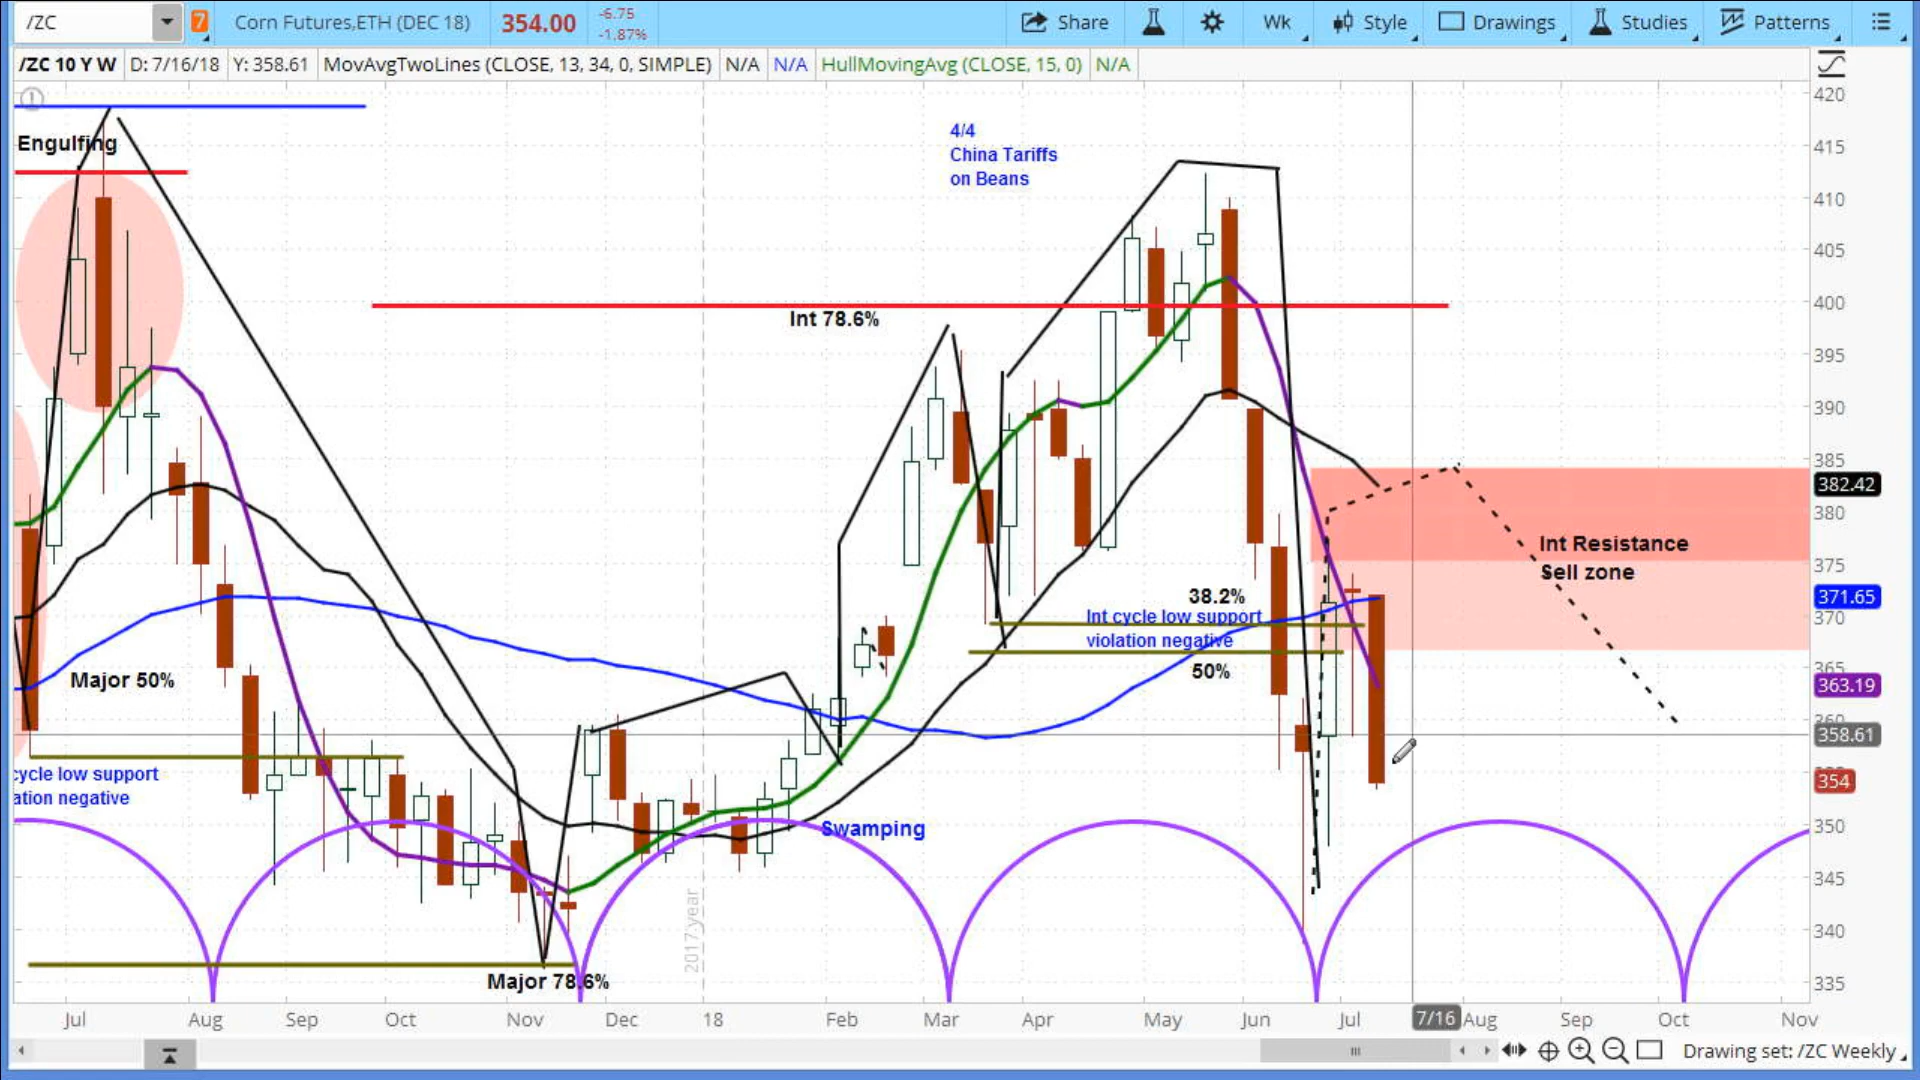 /ZC
7
Corn Futures,ETH (DEC 18)
354.00
-6.75
-1.87%
Share
Wk
Style
Drawings
Studies
Patterns
/ZC 10 Y W
D: 7/16/18
Y: 358.61
MovAvgTwoLines (CLOSE, 13, 34, 0, SIMPLE)
N/A
N/A
HullMovingAvg (CLOSE, 15, 0)
N/A
Engulfing
4/4
China Tariffs
on Beans
Int 78.6%
Int Resistance
Sell zone
38.2%
Int cycle low support
violation negative
50%
Major 50%
cycle low support
ation negative
Swamping
Major 78.6%
2017 year
420
415
410
405
400
395
390
385
382.42
380
375
371.65
370
365
363.19
360
358.61
354
350
345
340
335
Jul
Aug
Sep
Oct
Nov
Dec
18
Feb
Mar
Apr
May
Jun
Jul
7/16
Aug
Sep
Oct
Nov
Drawing set: /ZC Weekly